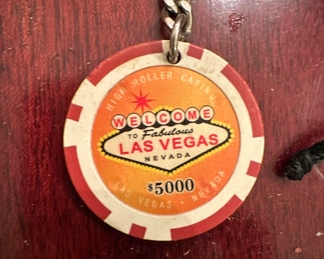 HIGH ROLLER CASINO
WELCOME
TO Fabulous
LAS VEGAS
NEVADA
$5000
LAS VEGAS • NEVADA